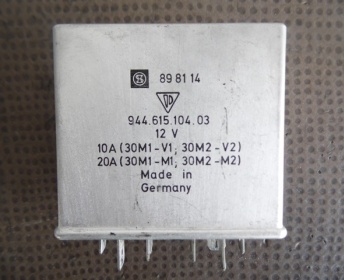 89 81 14
944.615.104.03
12 V
10A (30M1-V1; 30M2-V2)
20A (30M1-M1; 30M2-M2)
Made in
Germany